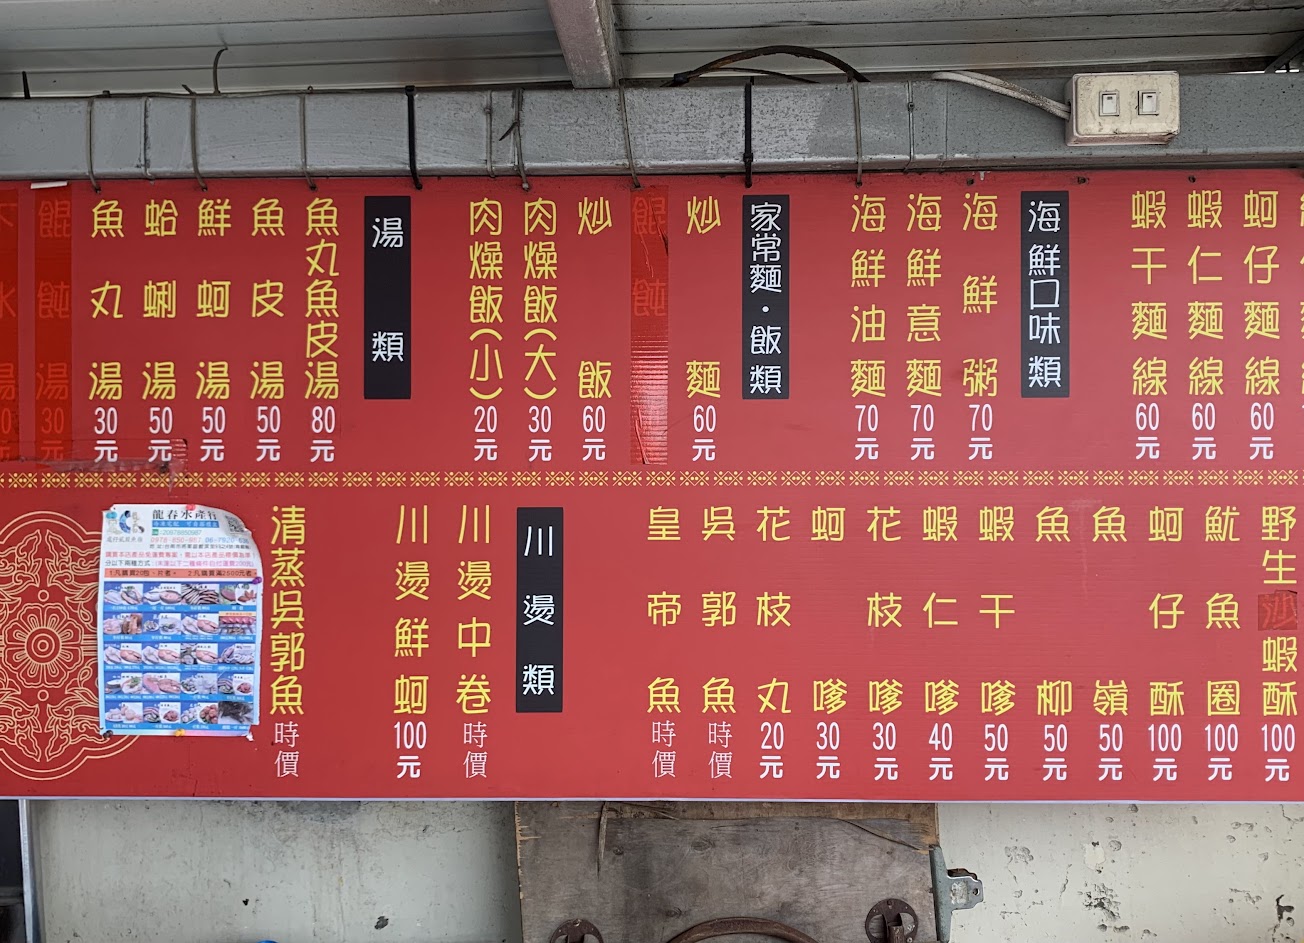 蚵仔麵線 60元
蝦仁麵線 60元
蝦干麵線 60元
海鮮口味類
海鮮粥 70元
海鮮意麵 70元
海鮮油麵 70元
家常麵・飯類
炒麵 60元
餛飩
炒飯 60元
肉燥飯(大) 30元
肉燥飯(小) 20元
湯類
魚丸魚皮湯 80元
魚皮湯 50元
鮮蚵湯 50元
蛤蜊湯 50元
魚丸湯 30元
餛飩湯 30元
野生沙蝦酥 100元
魷魚圈 100元
蚵仔酥 100元
魚嶺 50元
魚柳 50元
蝦干嗲 50元
蝦仁嗲 40元
花枝嗲 30元
蚵嗲 30元
花枝丸 20元
吳郭魚 時價
皇帝魚 時價
川燙類
川燙中卷 時價
川燙鮮蚵 100元
清蒸吳郭魚 時價
龍春水產行